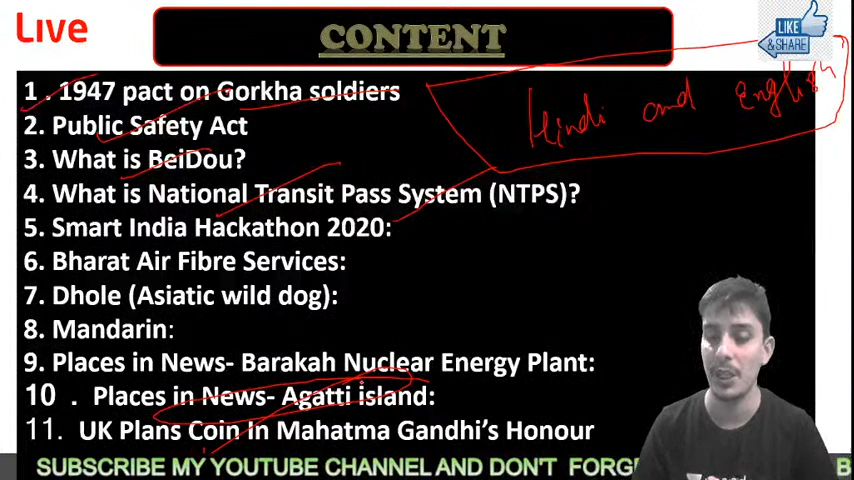 Live
CONTENT
LIKE
& SHARE
1 . 1947 pact on Gorkha soldiers
Hindi and English
2. Public Safety Act
3. What is BeiDou?
4. What is National Transit Pass System (NTPS)?
5. Smart India Hackathon 2020:
6. Bharat Air Fibre Services:
7. Dhole (Asiatic wild dog):
8. Mandarin:
9. Places in News- Barakah Nuclear Energy Plant:
10 . Places in News- Agatti island:
11. UK Plans Coin In Mahatma Gandhi's Honour
SUBSCRIBE MY YOUTUBE CHANNEL AND DON'T